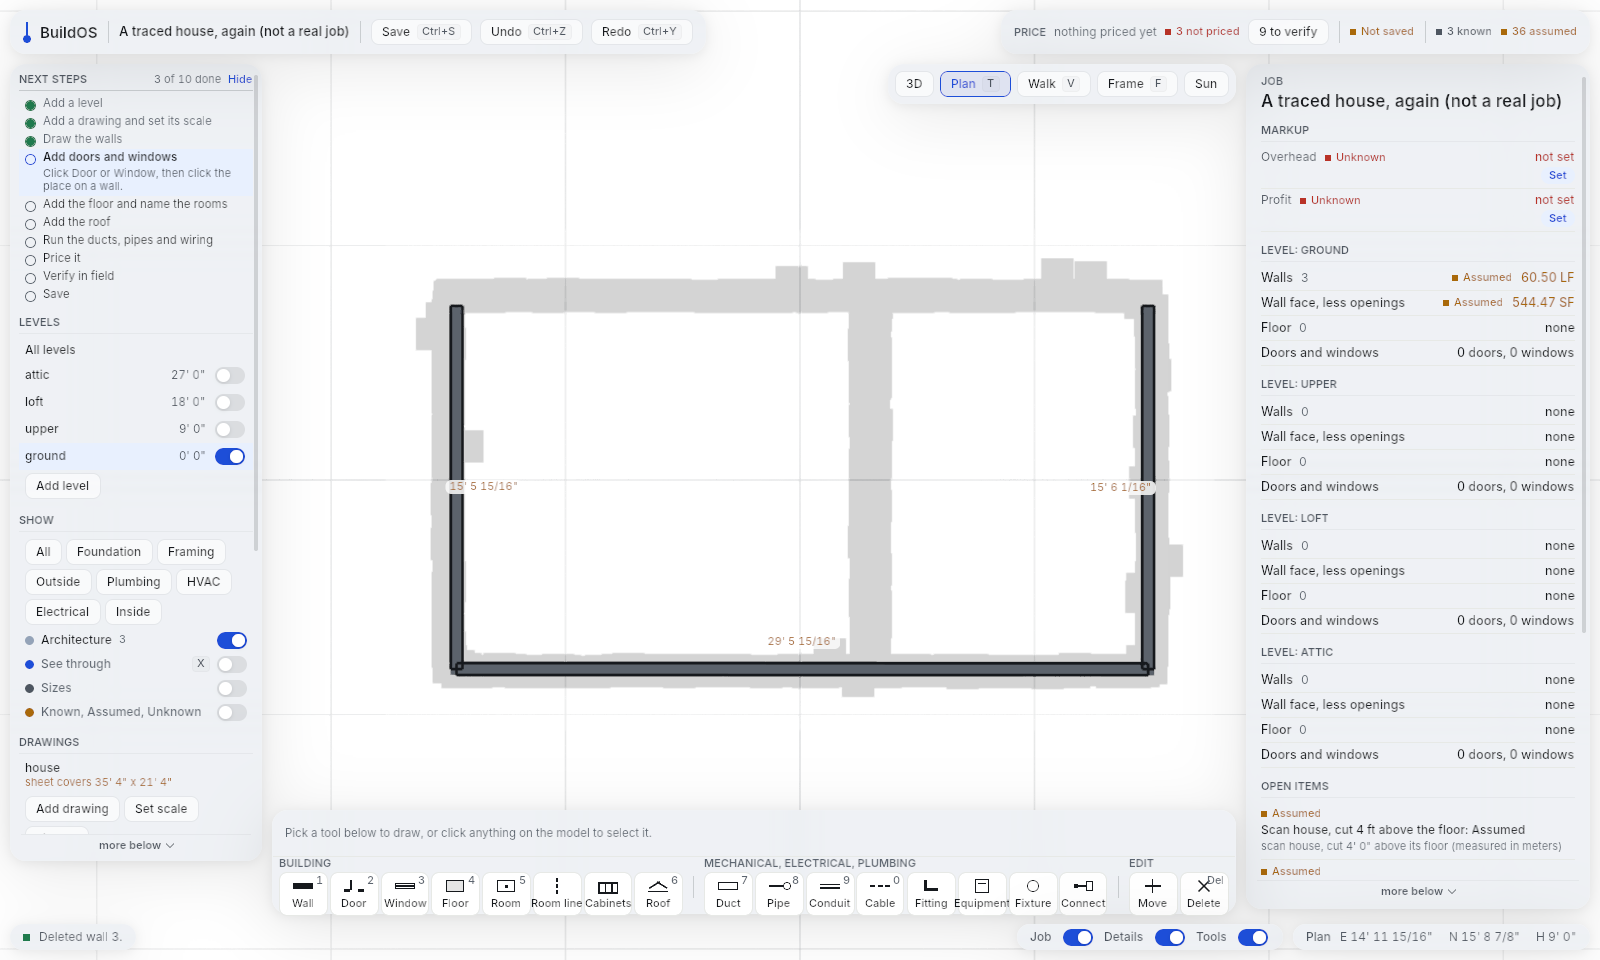 BuildOS
A traced house, again (not a real job)
Save Ctrl+S
Undo Ctrl+Z
Redo Ctrl+Y
PRICE nothing priced yet 3 not priced
9 to verify
Not saved
3 known 36 assumed
NEXT STEPS 3 of 10 done Hide
Add a level
Add a drawing and set its scale
Draw the walls
Add doors and windows
Click Door or Window, then click the
place on a wall.
Add the floor and name the rooms
Add the roof
Run the ducts, pipes and wiring
Price it
Verify in field
Save
LEVELS
All levels
attic 27' 0"
loft 18' 0"
upper 9' 0"
ground 0' 0"
Add level
SHOW
All Foundation Framing
Outside Plumbing HVAC
Electrical Inside
Architecture 3
See through X
Sizes
Known, Assumed, Unknown
DRAWINGS
house
sheet covers 35' 4" x 21' 4"
Add drawing Set scale
more below
3D
Plan T
Walk V
Frame F
Sun
15' 5 15/16"
15' 6 1/16"
29' 5 15/16"
Pick a tool below to draw, or click anything on the model to select it.
BUILDING
Wall 1
Door 2
Window 3
Floor 4
Room 5
Room line
Cabinets
Roof 6
MECHANICAL, ELECTRICAL, PLUMBING
Duct 7
Pipe 8
Conduit 9
Cable 0
Fitting
Equipment
Fixture
Connect
EDIT
Move
Delete Del
JOB
A traced house, again (not a real job)
MARKUP
Overhead Unknown not set
Set
Profit Unknown not set
Set
LEVEL: GROUND
Walls 3 Assumed 60.50 LF
Wall face, less openings Assumed 544.47 SF
Floor 0 none
Doors and windows 0 doors, 0 windows
LEVEL: UPPER
Walls 0 none
Wall face, less openings none
Floor 0 none
Doors and windows 0 doors, 0 windows
LEVEL: LOFT
Walls 0 none
Wall face, less openings none
Floor 0 none
Doors and windows 0 doors, 0 windows
LEVEL: ATTIC
Walls 0 none
Wall face, less openings none
Floor 0 none
Doors and windows 0 doors, 0 windows
OPEN ITEMS
Assumed
Scan house, cut 4 ft above the floor: Assumed
scan house, cut 4' 0" above its floor (measured in meters)
Assumed
more below
Deleted wall 3.
Job Details Tools
Plan E 14' 11 15/16" N 15' 8 7/8" H 9' 0"